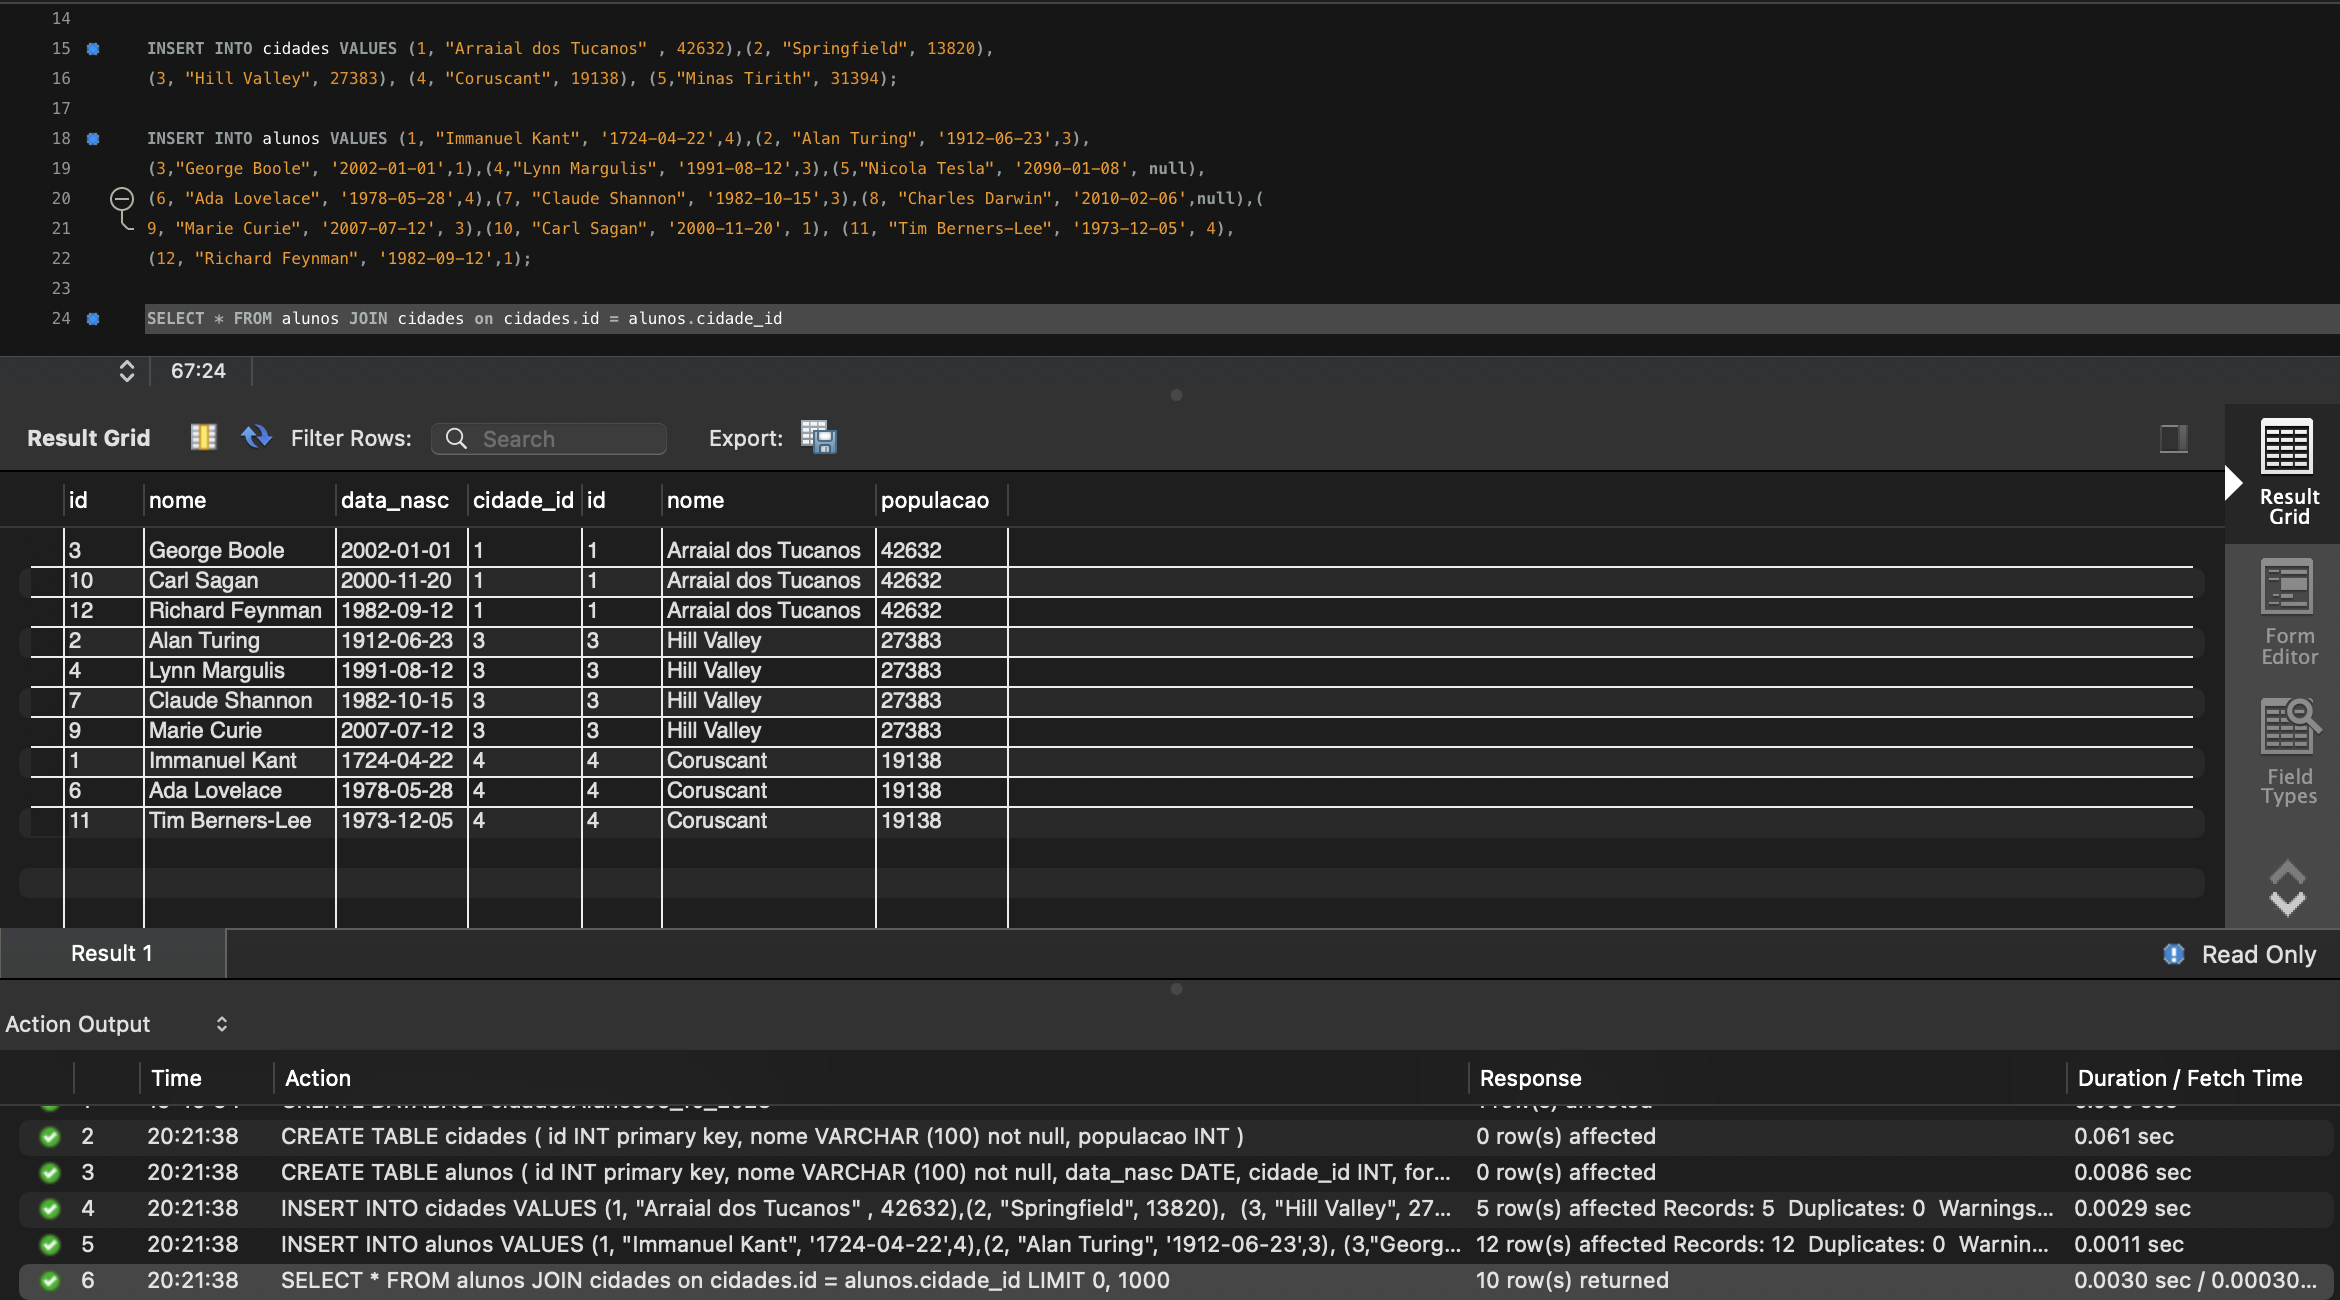 14
15 INSERT INTO cidades VALUES (1, "Arraial dos Tucanos" , 42632),(2, "Springfield", 13820),
16 (3, "Hill Valley", 27383), (4, "Coruscant", 19138), (5,"Minas Tirith", 31394);
17
18 INSERT INTO alunos VALUES (1, "Immanuel Kant", '1724-04-22',4),(2, "Alan Turing", '1912-06-23',3),
19 (3,"George Boole", '2002-01-01',1),(4,"Lynn Margulis", '1991-08-12',3),(5,"Nicola Tesla", '2090-01-08', null),
20 (6, "Ada Lovelace", '1978-05-28',4),(7, "Claude Shannon", '1982-10-15',3),(8, "Charles Darwin", '2010-02-06',null),(
21 9, "Marie Curie", '2007-07-12', 3),(10, "Carl Sagan", '2000-11-20', 1), (11, "Tim Berners-Lee", '1973-12-05', 4),
22 (12, "Richard Feynman", '1982-09-12',1);
23
24 SELECT * FROM alunos JOIN cidades on cidades.id = alunos.cidade_id
67:24
Result Grid Filter Rows: Search Export:
id nome data_nasc cidade_id id nome populacao
3 George Boole 2002-01-01 1 1 Arraial dos Tucanos 42632
10 Carl Sagan 2000-11-20 1 1 Arraial dos Tucanos 42632
12 Richard Feynman 1982-09-12 1 1 Arraial dos Tucanos 42632
2 Alan Turing 1912-06-23 3 3 Hill Valley 27383
4 Lynn Margulis 1991-08-12 3 3 Hill Valley 27383
7 Claude Shannon 1982-10-15 3 3 Hill Valley 27383
9 Marie Curie 2007-07-12 3 3 Hill Valley 27383
1 Immanuel Kant 1724-04-22 4 4 Coruscant 19138
6 Ada Lovelace 1978-05-28 4 4 Coruscant 19138
11 Tim Berners-Lee 1973-12-05 4 4 Coruscant 19138
Result
Grid
Form
Editor
Field
Types
Result 1 Read Only
Action Output
Time Action Response Duration / Fetch Time
2 20:21:38 CREATE TABLE cidades ( id INT primary key, nome VARCHAR (100) not null, populacao INT ) 0 row(s) affected 0.061 sec
3 20:21:38 CREATE TABLE alunos ( id INT primary key, nome VARCHAR (100) not null, data_nasc DATE, cidade_id INT, for... 0 row(s) affected 0.0086 sec
4 20:21:38 INSERT INTO cidades VALUES (1, "Arraial dos Tucanos" , 42632),(2, "Springfield", 13820), (3, "Hill Valley", 27... 5 row(s) affected Records: 5 Duplicates: 0 Warnings... 0.0029 sec
5 20:21:38 INSERT INTO alunos VALUES (1, "Immanuel Kant", '1724-04-22',4),(2, "Alan Turing", '1912-06-23',3), (3,"Georg... 12 row(s) affected Records: 12 Duplicates: 0 Warnin... 0.0011 sec
6 20:21:38 SELECT * FROM alunos JOIN cidades on cidades.id = alunos.cidade_id LIMIT 0, 1000 10 row(s) returned 0.0030 sec / 0.00030...